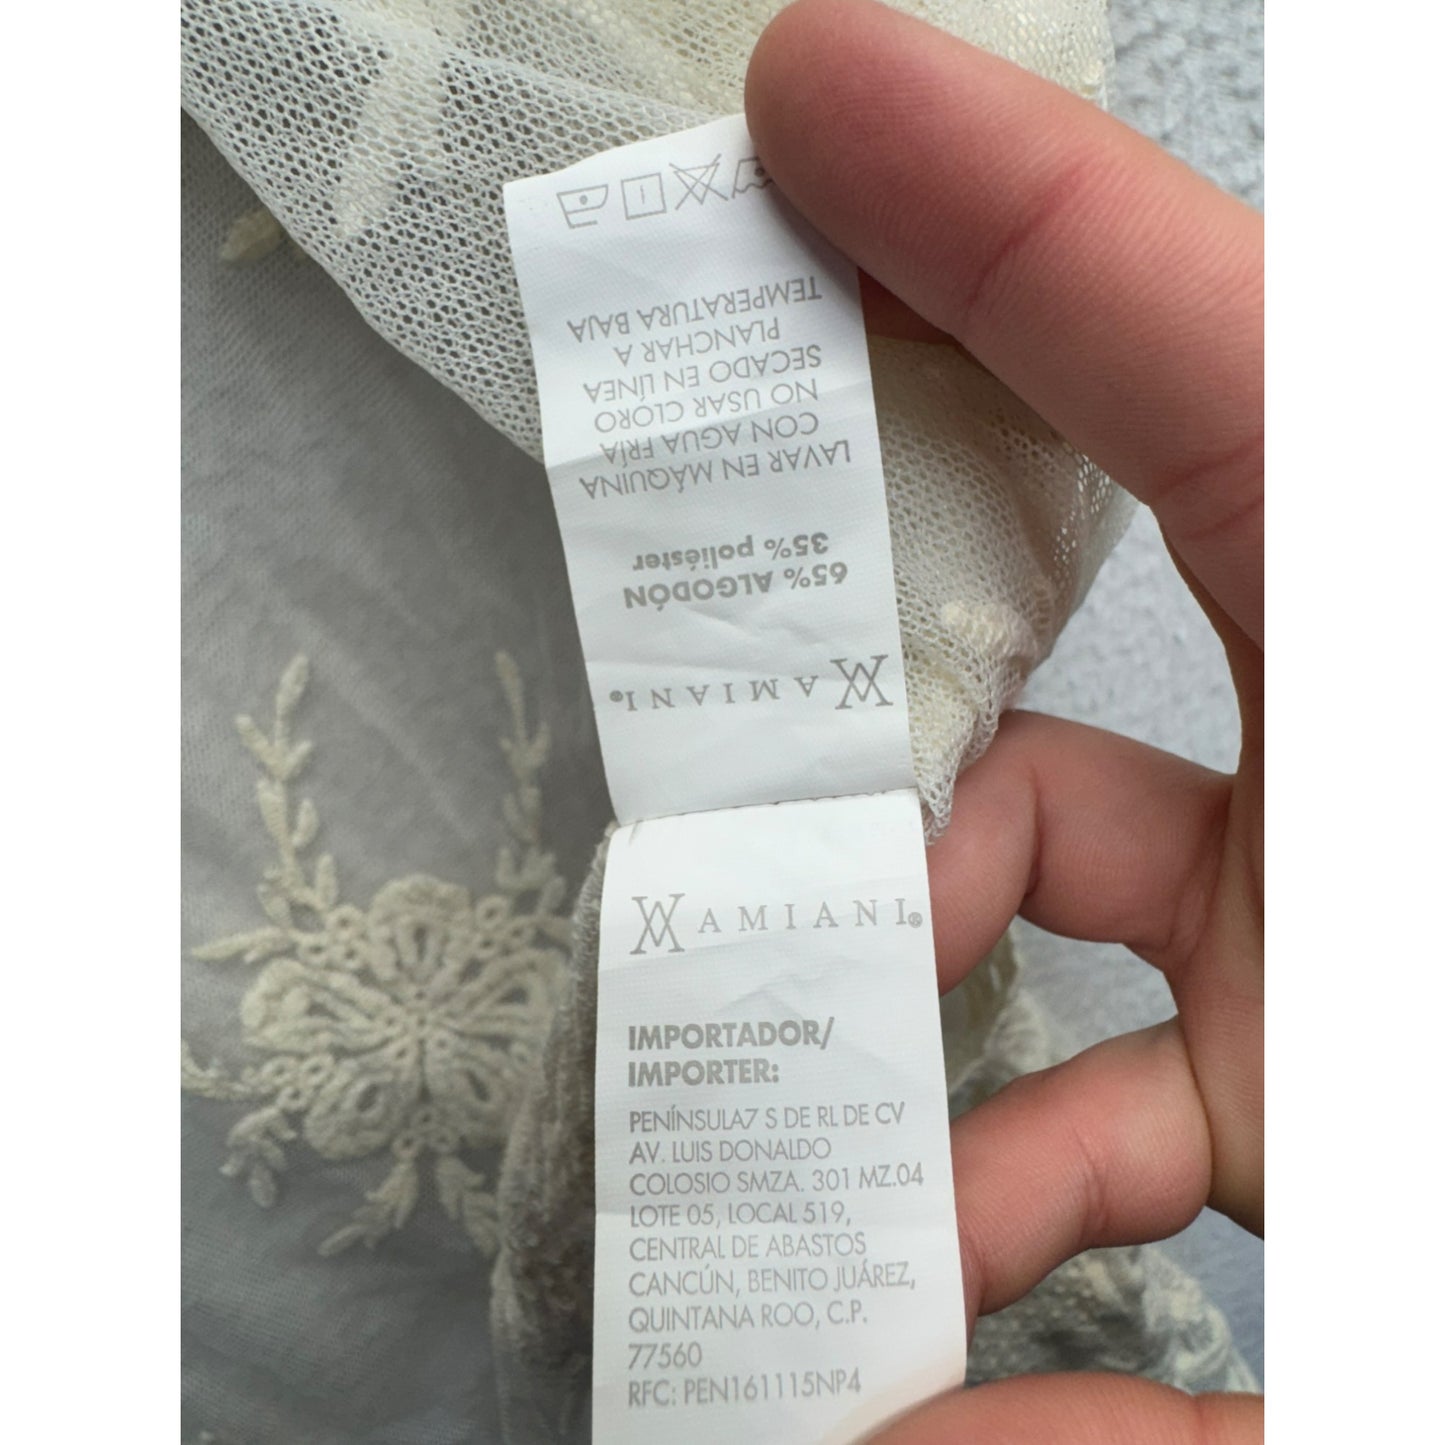 AMIANI®
65% ALGODÓN
35% poliéster
LAVAR EN MÁQUINA
CON AGUA FRÍA
NO USAR CLORO
SECADO EN LÍNEA
PLANCHAR A
TEMPERATURA BAJA
AMIANI®
IMPORTADOR/
IMPORTER:
PENÍNSULA7 S DE RL DE CV
AV. LUIS DONALDO
COLOSIO SMZA. 301 MZ.04
LOTE 05, LOCAL 519,
CENTRAL DE ABASTOS
CANCÚN, BENITO JUÁREZ,
QUINTANA ROO, C.P.
77560
RFC: PEN161115NP4